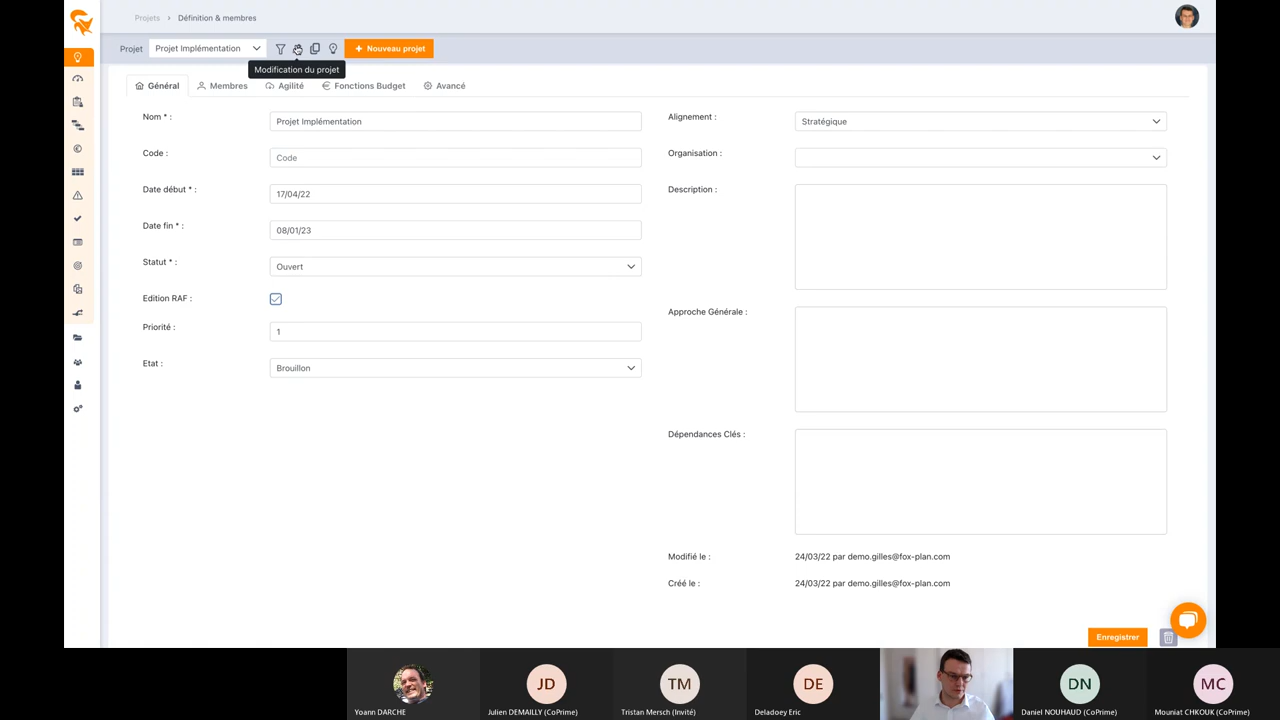 Projets > Définition & membres
Projet Projet Implémentation + Nouveau projet
Modification du projet
Général Membres Agilité Fonctions Budget Avancé
Nom * : Projet Implémentation
Code : Code
Date début * : 17/04/22
Date fin * : 08/01/23
Statut * : Ouvert
Edition RAF :
Priorité : 1
Etat : Brouillon
Alignement : Stratégique
Organisation :
Description :
Approche Générale :
Dépendances Clés :
Modifié le : 24/03/22 par demo.gilles@fox-plan.com
Créé le : 24/03/22 par demo.gilles@fox-plan.com
Enregistrer
JD TM DE DN MC
Yoann DARCHE Julien DEMAILLY (CoPrime) Tristan Mersch (Invité) Deladoey Eric Daniel NOUHAUD (CoPrime) Mouniat CHKOUK (CoPrime)